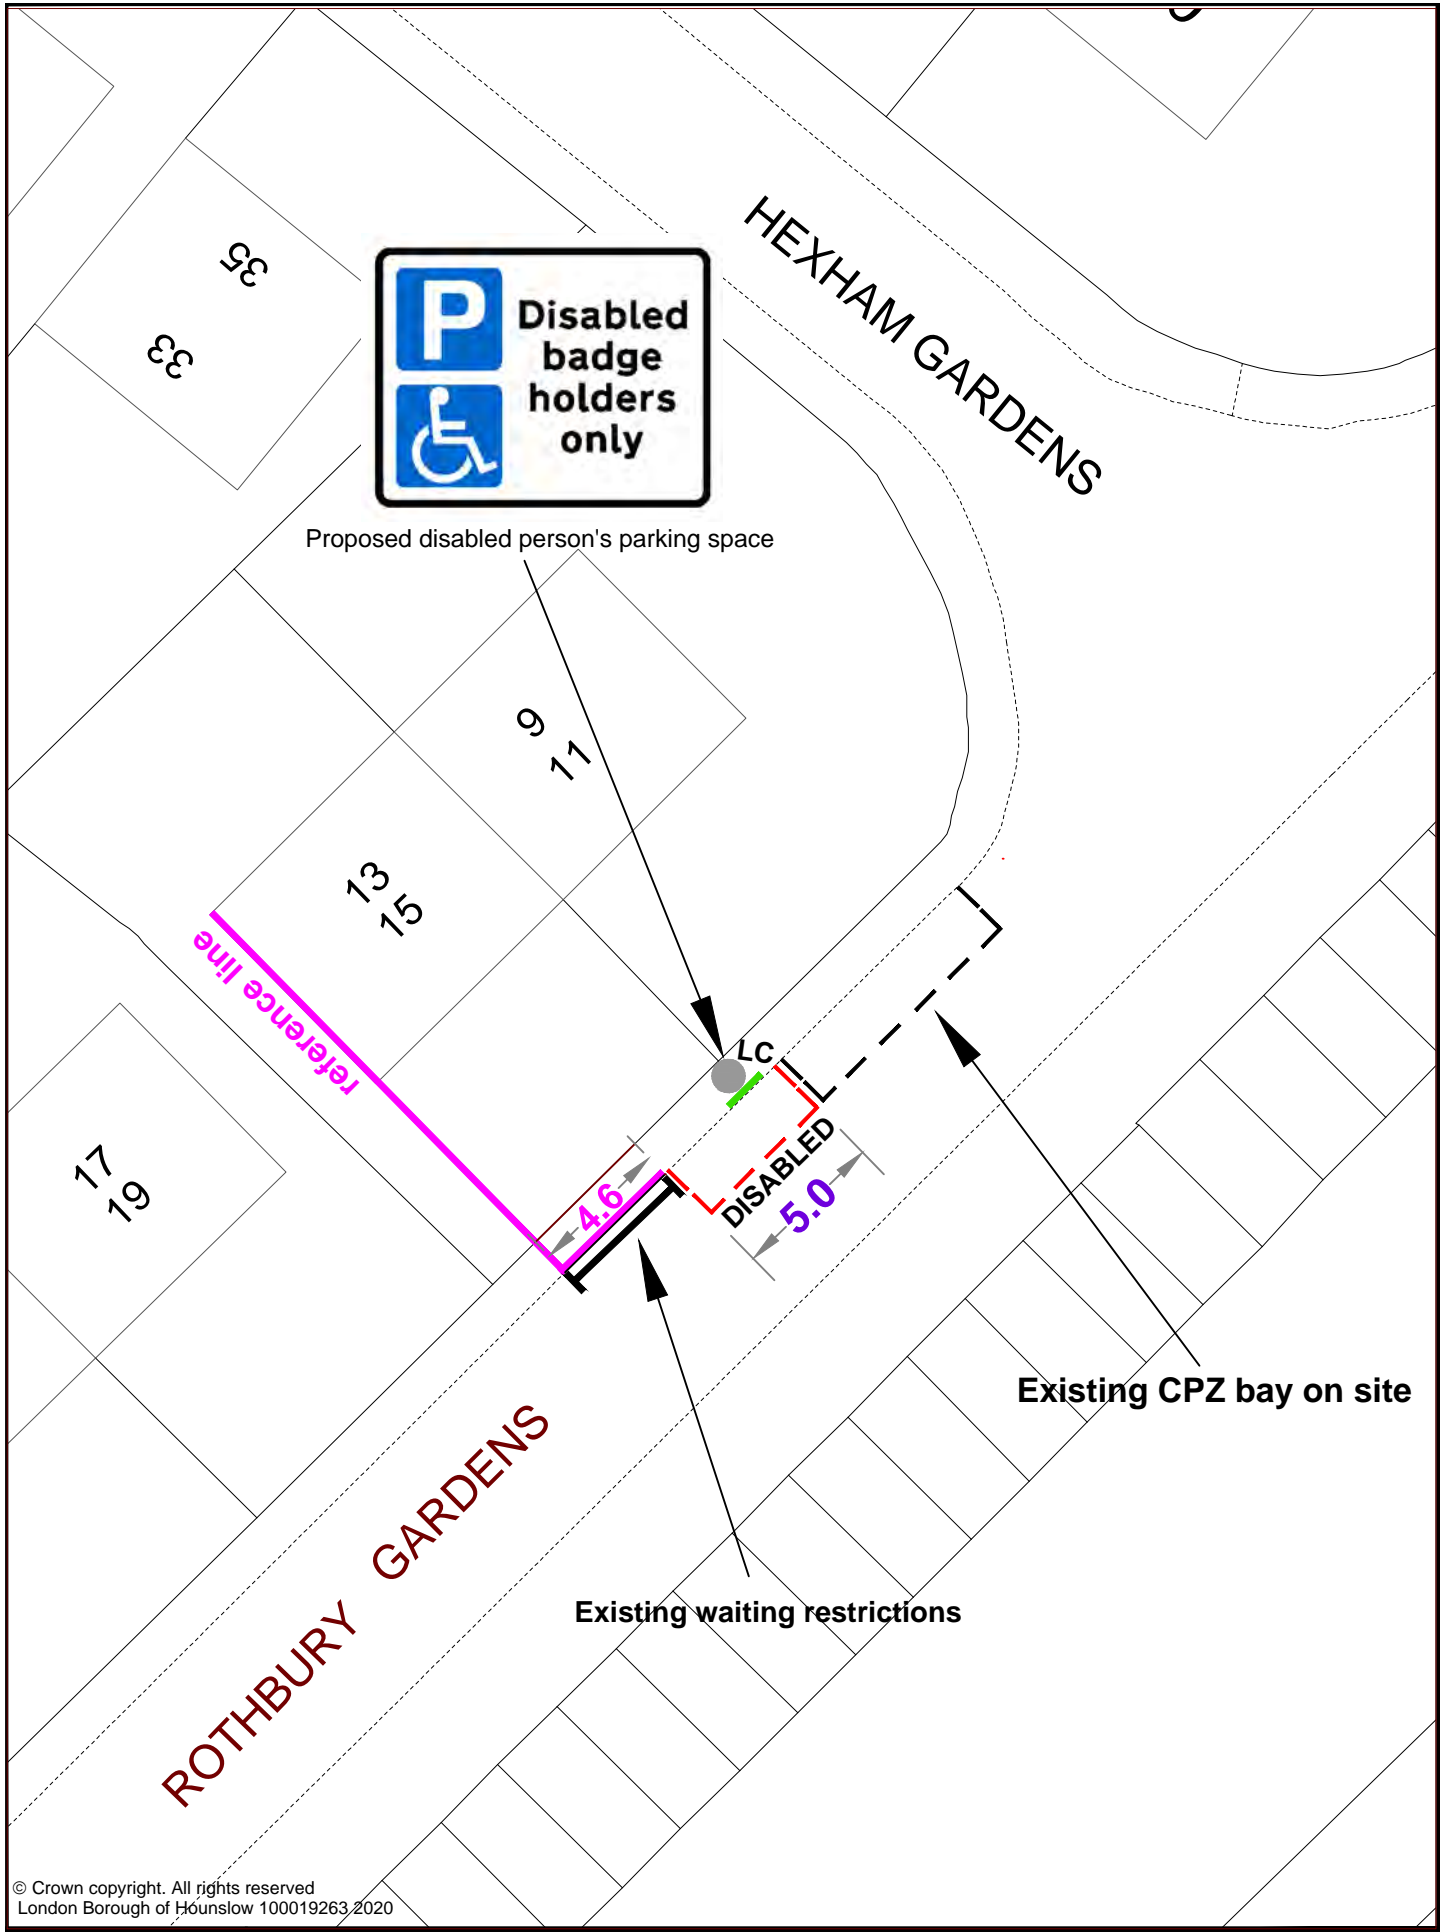 HEXHAM GARDENS
35
33
P
Disabled
badge
holders
only
Proposed disabled person's parking space
9
11
13
15
reference line
LC
17
19
4.6
DISABLED
5.0
Existing CPZ bay on site
ROTHBURY GARDENS
Existing waiting restrictions
© Crown copyright. All rights reserved
London Borough of Hounslow 100019263 2020